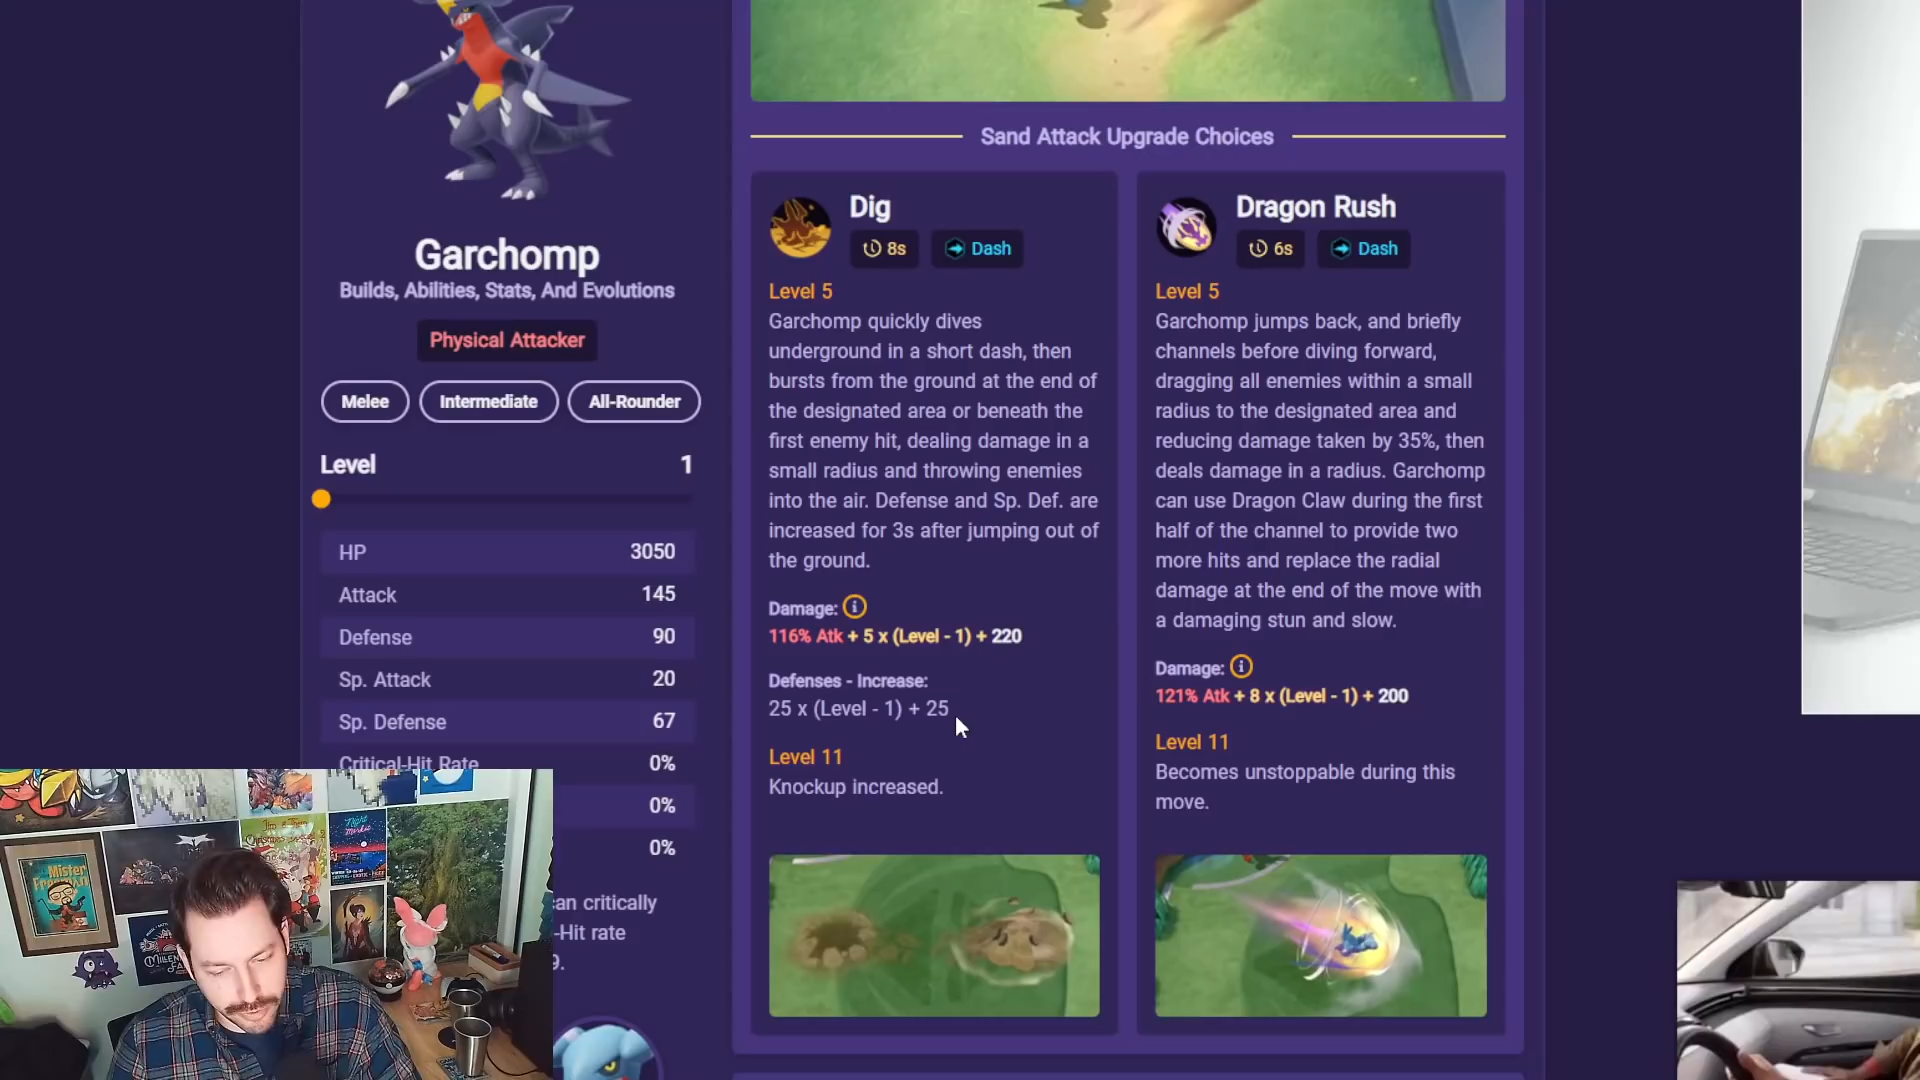 Garchomp
Builds, Abilities, Stats, And Evolutions
Physical Attacker
Melee
Intermediate
All-Rounder
Level 1
HP 3050
Attack 145
Defense 90
Sp. Attack 20
Sp. Defense 67
Critical-Hit Rate 0%
0%
0%
an critically
-Hit rate
9.
Sand Attack Upgrade Choices
Dig
8s
Dash
Level 5
Garchomp quickly dives
underground in a short dash, then
bursts from the ground at the end of
the designated area or beneath the
first enemy hit, dealing damage in a
small radius and throwing enemies
into the air. Defense and Sp. Def. are
increased for 3s after jumping out of
the ground.
Damage:
116% Atk + 5 x (Level - 1) + 220
Defenses - Increase:
25 x (Level - 1) + 25
Level 11
Knockup increased.
Dragon Rush
6s
Dash
Level 5
Garchomp jumps back, and briefly
channels before diving forward,
dragging all enemies within a small
radius to the designated area and
reducing damage taken by 35%, then
deals damage in a radius. Garchomp
can use Dragon Claw during the first
half of the channel to provide two
more hits and replace the radial
damage at the end of the move with
a damaging stun and slow.
Damage:
121% Atk + 8 x (Level - 1) + 200
Level 11
Becomes unstoppable during this
move.
Mister
Freeman
Night